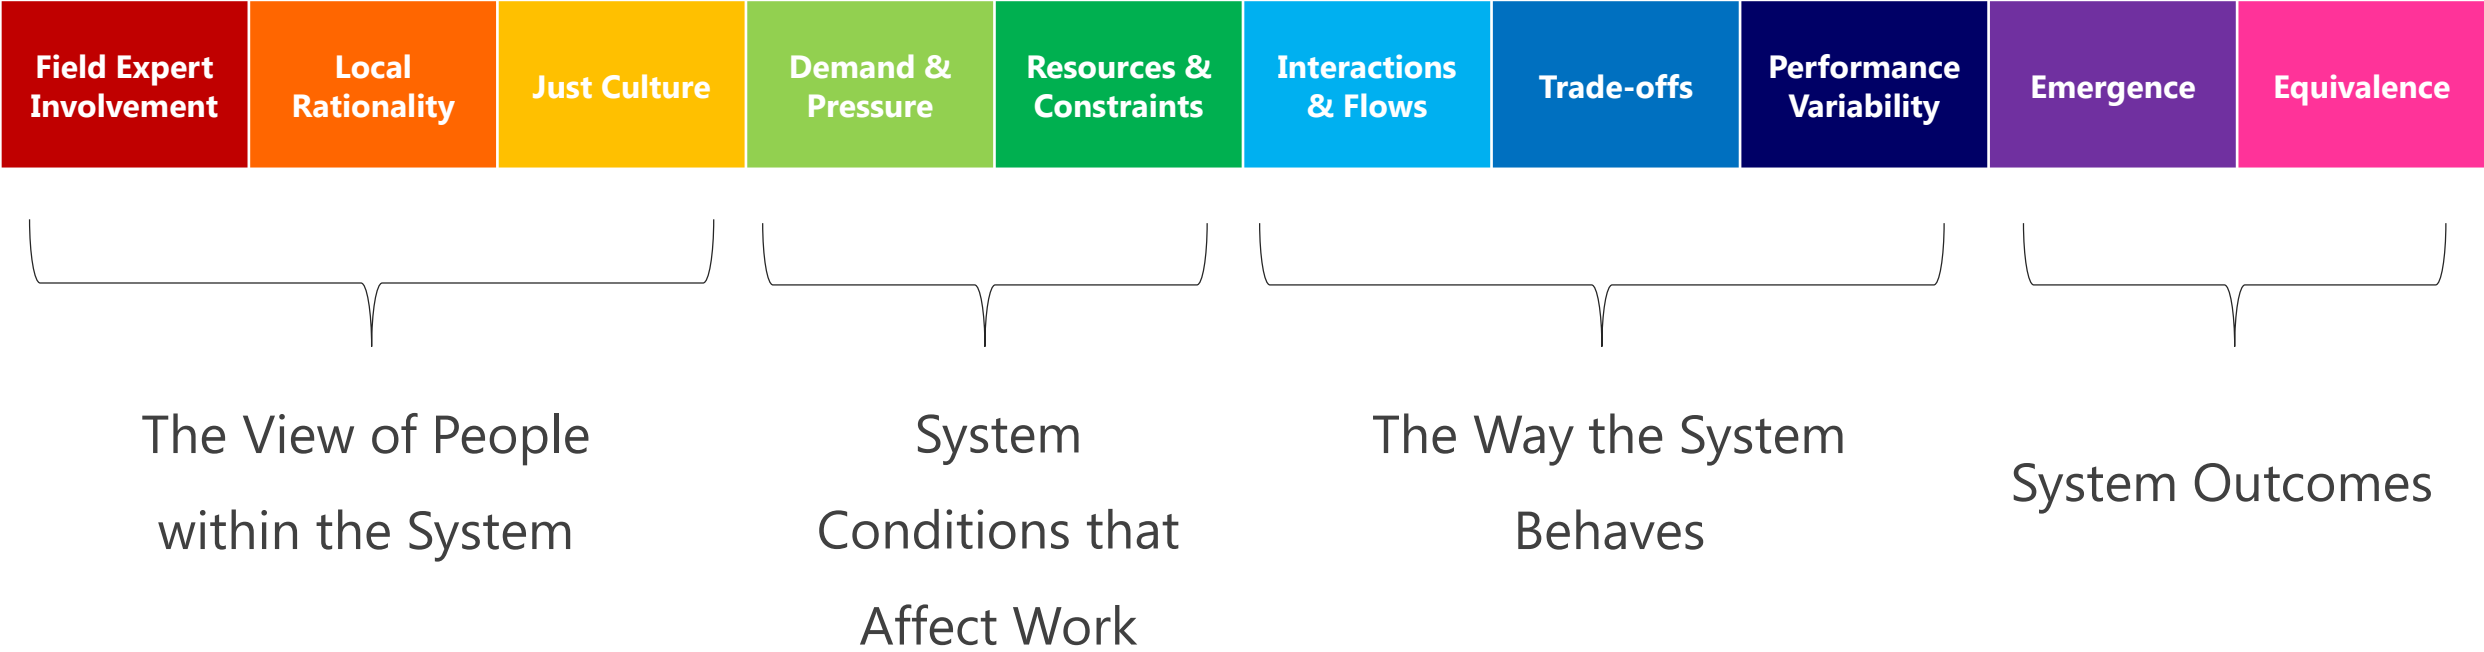 Field Expert
Involvement
Local
Rationality
Just Culture
Demand &
Pressure
Resources &
Constraints
Interactions
& Flows
Trade-offs
Performance
Variability
Emergence
Equivalence
The View of People
within the System
System
Conditions that
Affect Work
The Way the System
Behaves
System Outcomes